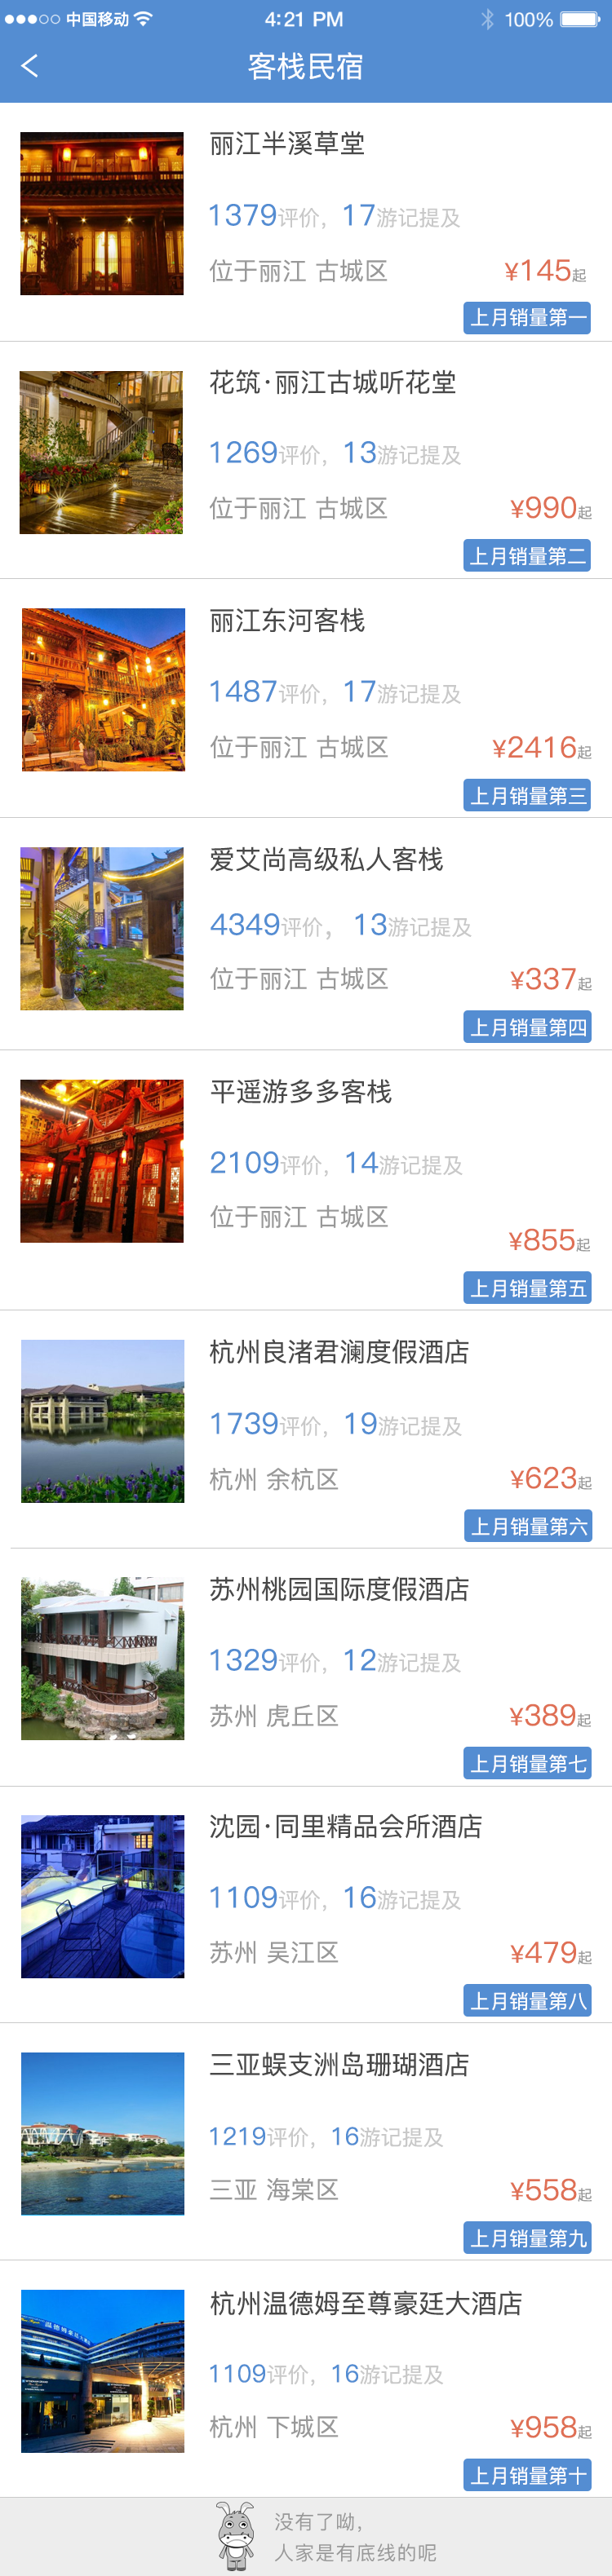 中国移动 4:21 PM 100%
客栈民宿
丽江半溪草堂
1379评价，17游记提及
位于丽江 古城区 ¥145起
上月销量第一
花筑·丽江古城听花堂
1269评价，13游记提及
位于丽江 古城区 ¥990起
上月销量第二
丽江东河客栈
1487评价，17游记提及
位于丽江 古城区 ¥2416起
上月销量第三
爱艾尚高级私人客栈
4349评价，13游记提及
位于丽江 古城区 ¥337起
上月销量第四
平遥游多多客栈
2109评价，14游记提及
位于丽江 古城区
¥855起
上月销量第五
杭州良渚君澜度假酒店
1739评价，19游记提及
杭州 余杭区 ¥623起
上月销量第六
苏州桃园国际度假酒店
1329评价，12游记提及
苏州 虎丘区 ¥389起
上月销量第七
沈园·同里精品会所酒店
1109评价，16游记提及
苏州 吴江区 ¥479起
上月销量第八
三亚蜈支洲岛珊瑚酒店
1219评价，16游记提及
三亚 海棠区 ¥558起
上月销量第九
杭州温德姆至尊豪廷大酒店
1109评价，16游记提及
杭州 下城区 ¥958起
上月销量第十
没有了呦，
人家是有底线的呢